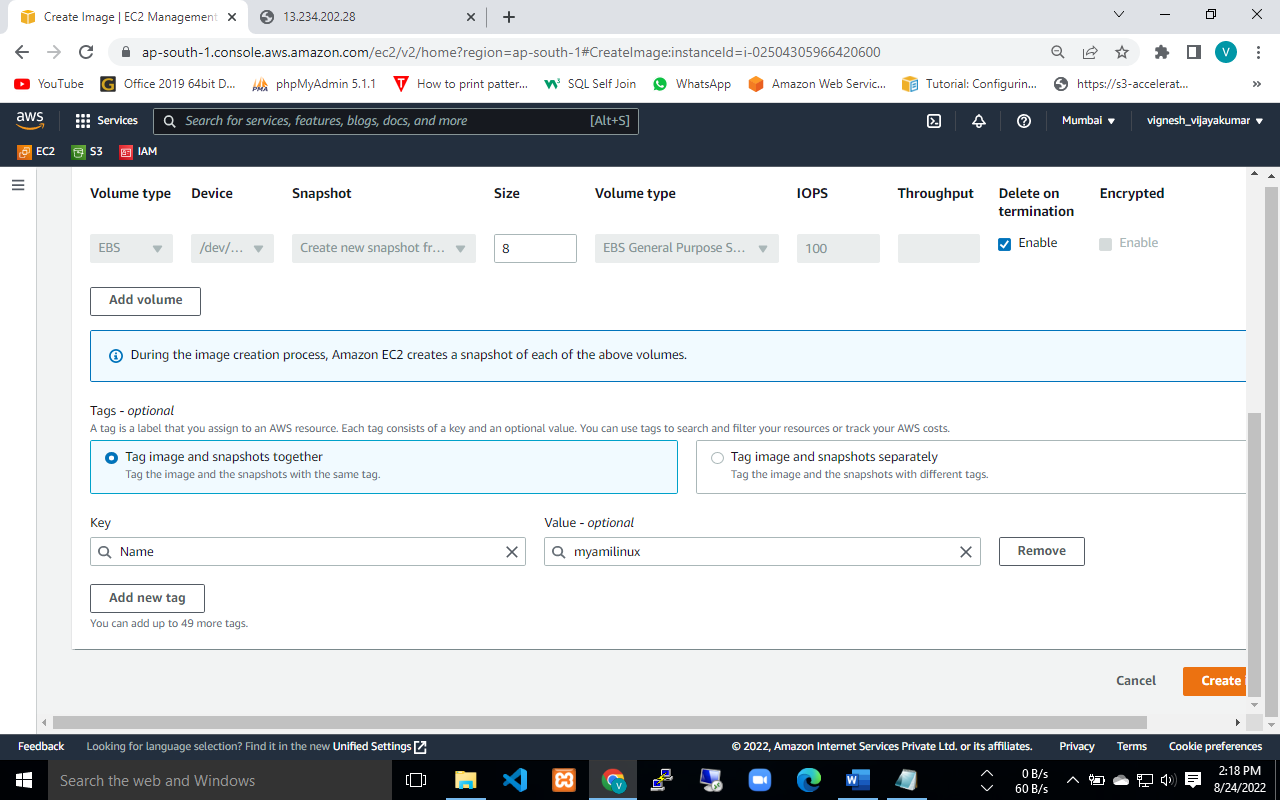 Create Image | EC2 Management
13.234.202.28
ap-south-1.console.aws.amazon.com/ec2/v2/home?region=ap-south-1#CreateImage:instanceId=i-02504305966420600
V
YouTube
Office 2019 64bit D...
phpMyAdmin 5.1.1
How to print patter...
SQL Self Join
WhatsApp
Amazon Web Servic...
Tutorial: Configurin...
https://s3-accelerat...
aws
Services
Search for services, features, blogs, docs, and more
[Alt+S]
Mumbai
vignesh_vijayakumar
EC2
S3
IAM
Volume type
Device
Snapshot
Size
Volume type
IOPS
Throughput
Delete on
termination
Encrypted
EBS
/dev/...
Create new snapshot fr...
8
EBS General Purpose S...
100
Enable
Enable
Add volume
During the image creation process, Amazon EC2 creates a snapshot of each of the above volumes.
Tags - optional
A tag is a label that you assign to an AWS resource. Each tag consists of a key and an optional value. You can use tags to search and filter your resources or track your AWS costs.
Tag image and snapshots together
Tag the image and the snapshots with the same tag.
Tag image and snapshots separately
Tag the image and the snapshots with different tags.
Key
Value - optional
Name
myamilinux
Remove
Add new tag
You can add up to 49 more tags.
Cancel
Create
Feedback
Looking for language selection? Find it in the new Unified Settings
© 2022, Amazon Internet Services Private Ltd. or its affiliates.
Privacy
Terms
Cookie preferences
Search the web and Windows
0 B/s
60 B/s
2:18 PM
8/24/2022